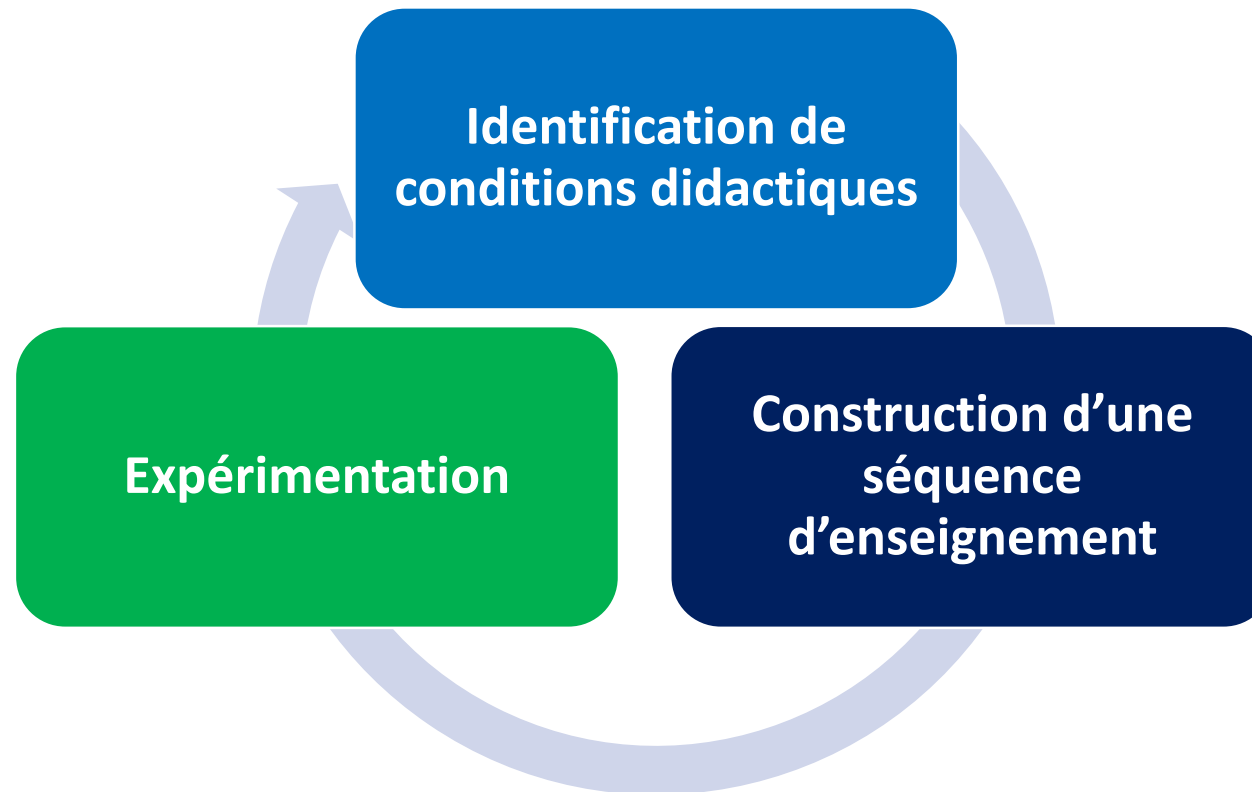 Identification de
conditions didactiques
Expérimentation
Construction d’une
séquence
d’enseignement